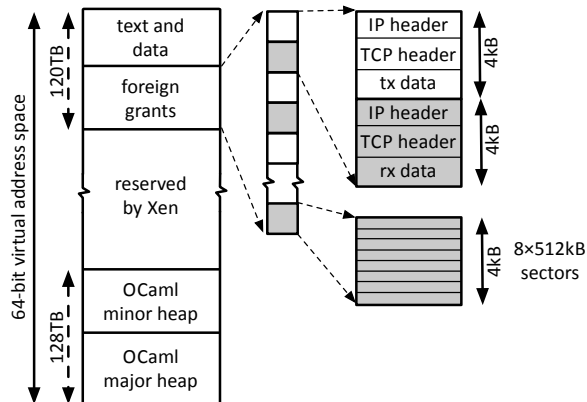 64-bit virtual address space
120TB
128TB
text and
data
foreign
grants
reserved
by Xen
OCaml
minor heap
OCaml
major heap
IP header
TCP header
tx data
IP header
TCP header
rx data
4kB
4kB
4kB
8×512kB
sectors